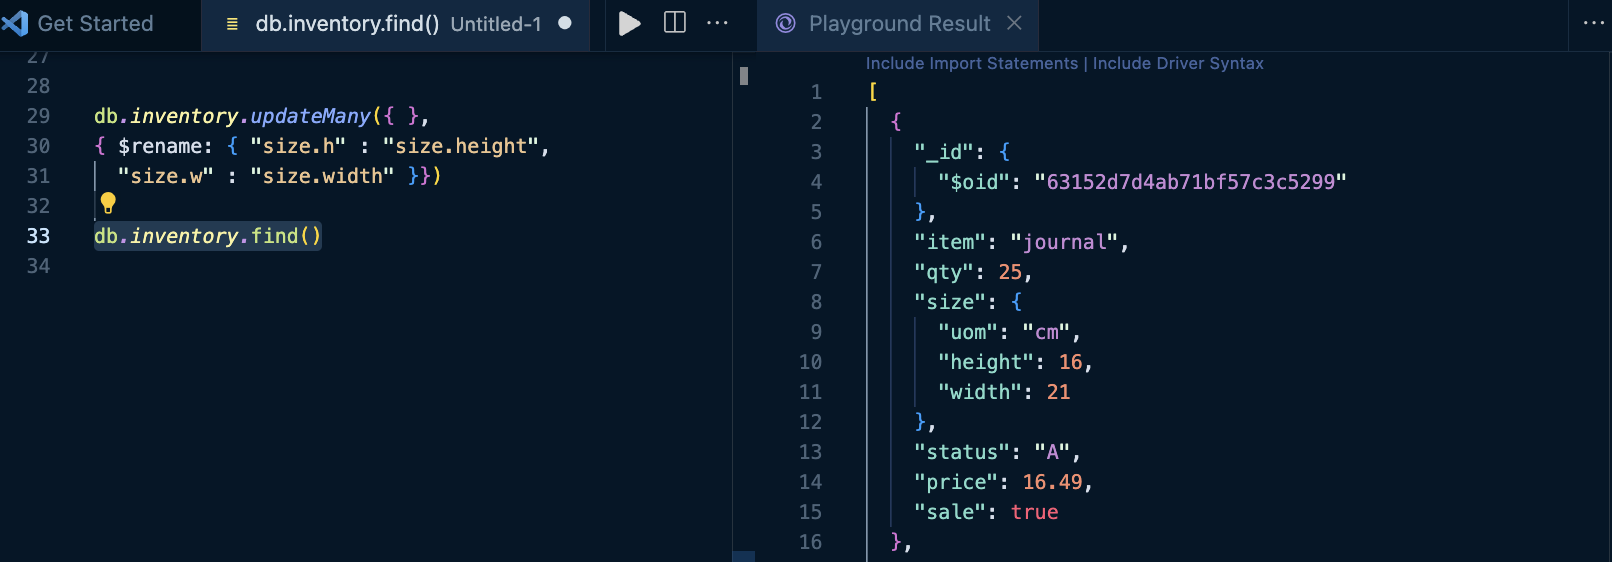 Get Started
db.inventory.find() Untitled-1
Playground Result
27
28
29 db.inventory.updateMany({ },
30 { $rename: { "size.h" : "size.height",
31 "size.w" : "size.width" }})
32
33 db.inventory.find()
34
Include Import Statements | Include Driver Syntax
1 [
2 {
3 "_id": {
4 "$oid": "63152d7d4ab71bf57c3c5299"
5 },
6 "item": "journal",
7 "qty": 25,
8 "size": {
9 "uom": "cm",
10 "height": 16,
11 "width": 21
12 },
13 "status": "A",
14 "price": 16.49,
15 "sale": true
16 },